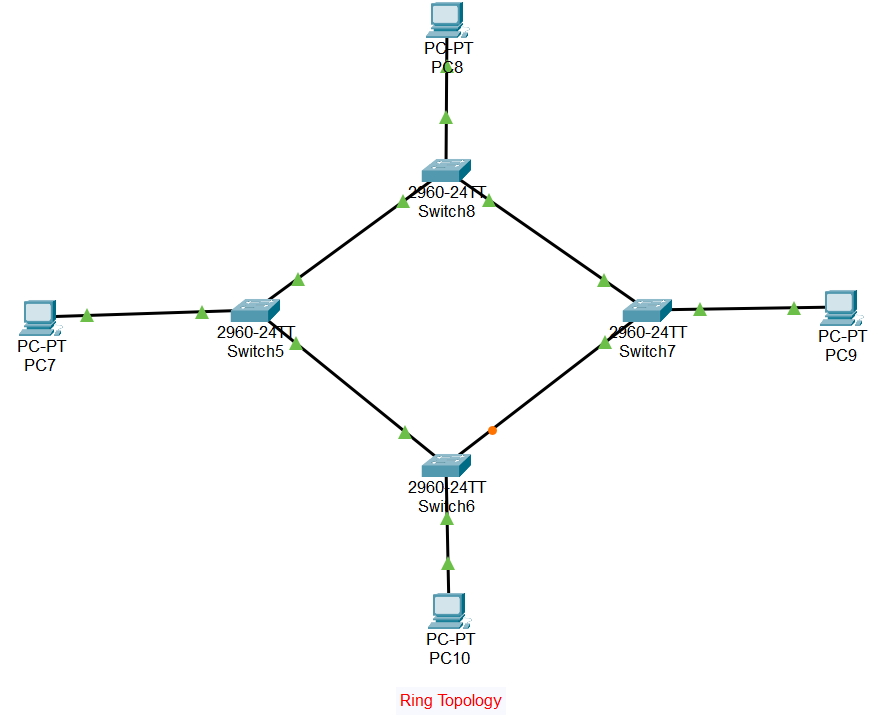 PC-PT
PC8
2960-24TT
Switch8
PC-PT
PC7
2960-24TT
Switch5
2960-24TT
Switch7
PC-PT
PC9
2960-24TT
Switch6
PC-PT
PC10
Ring Topology